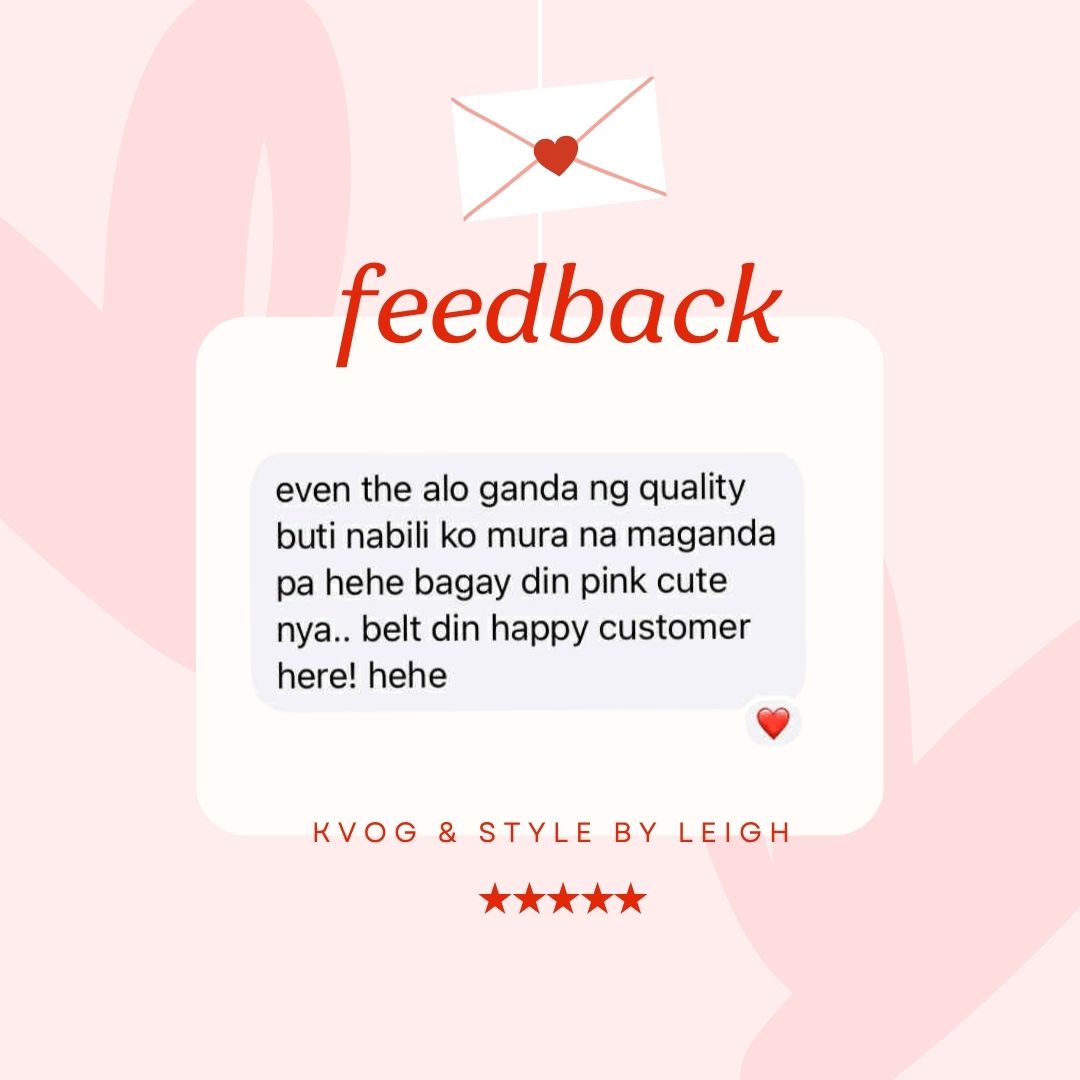 feedback
even the alo ganda ng quality
buti nabili ko mura na maganda
pa hehe bagay din pink cute
nya.. belt din happy customer
here! hehe
❤️
KVOG & STYLE BY LEIGH
★★★★★